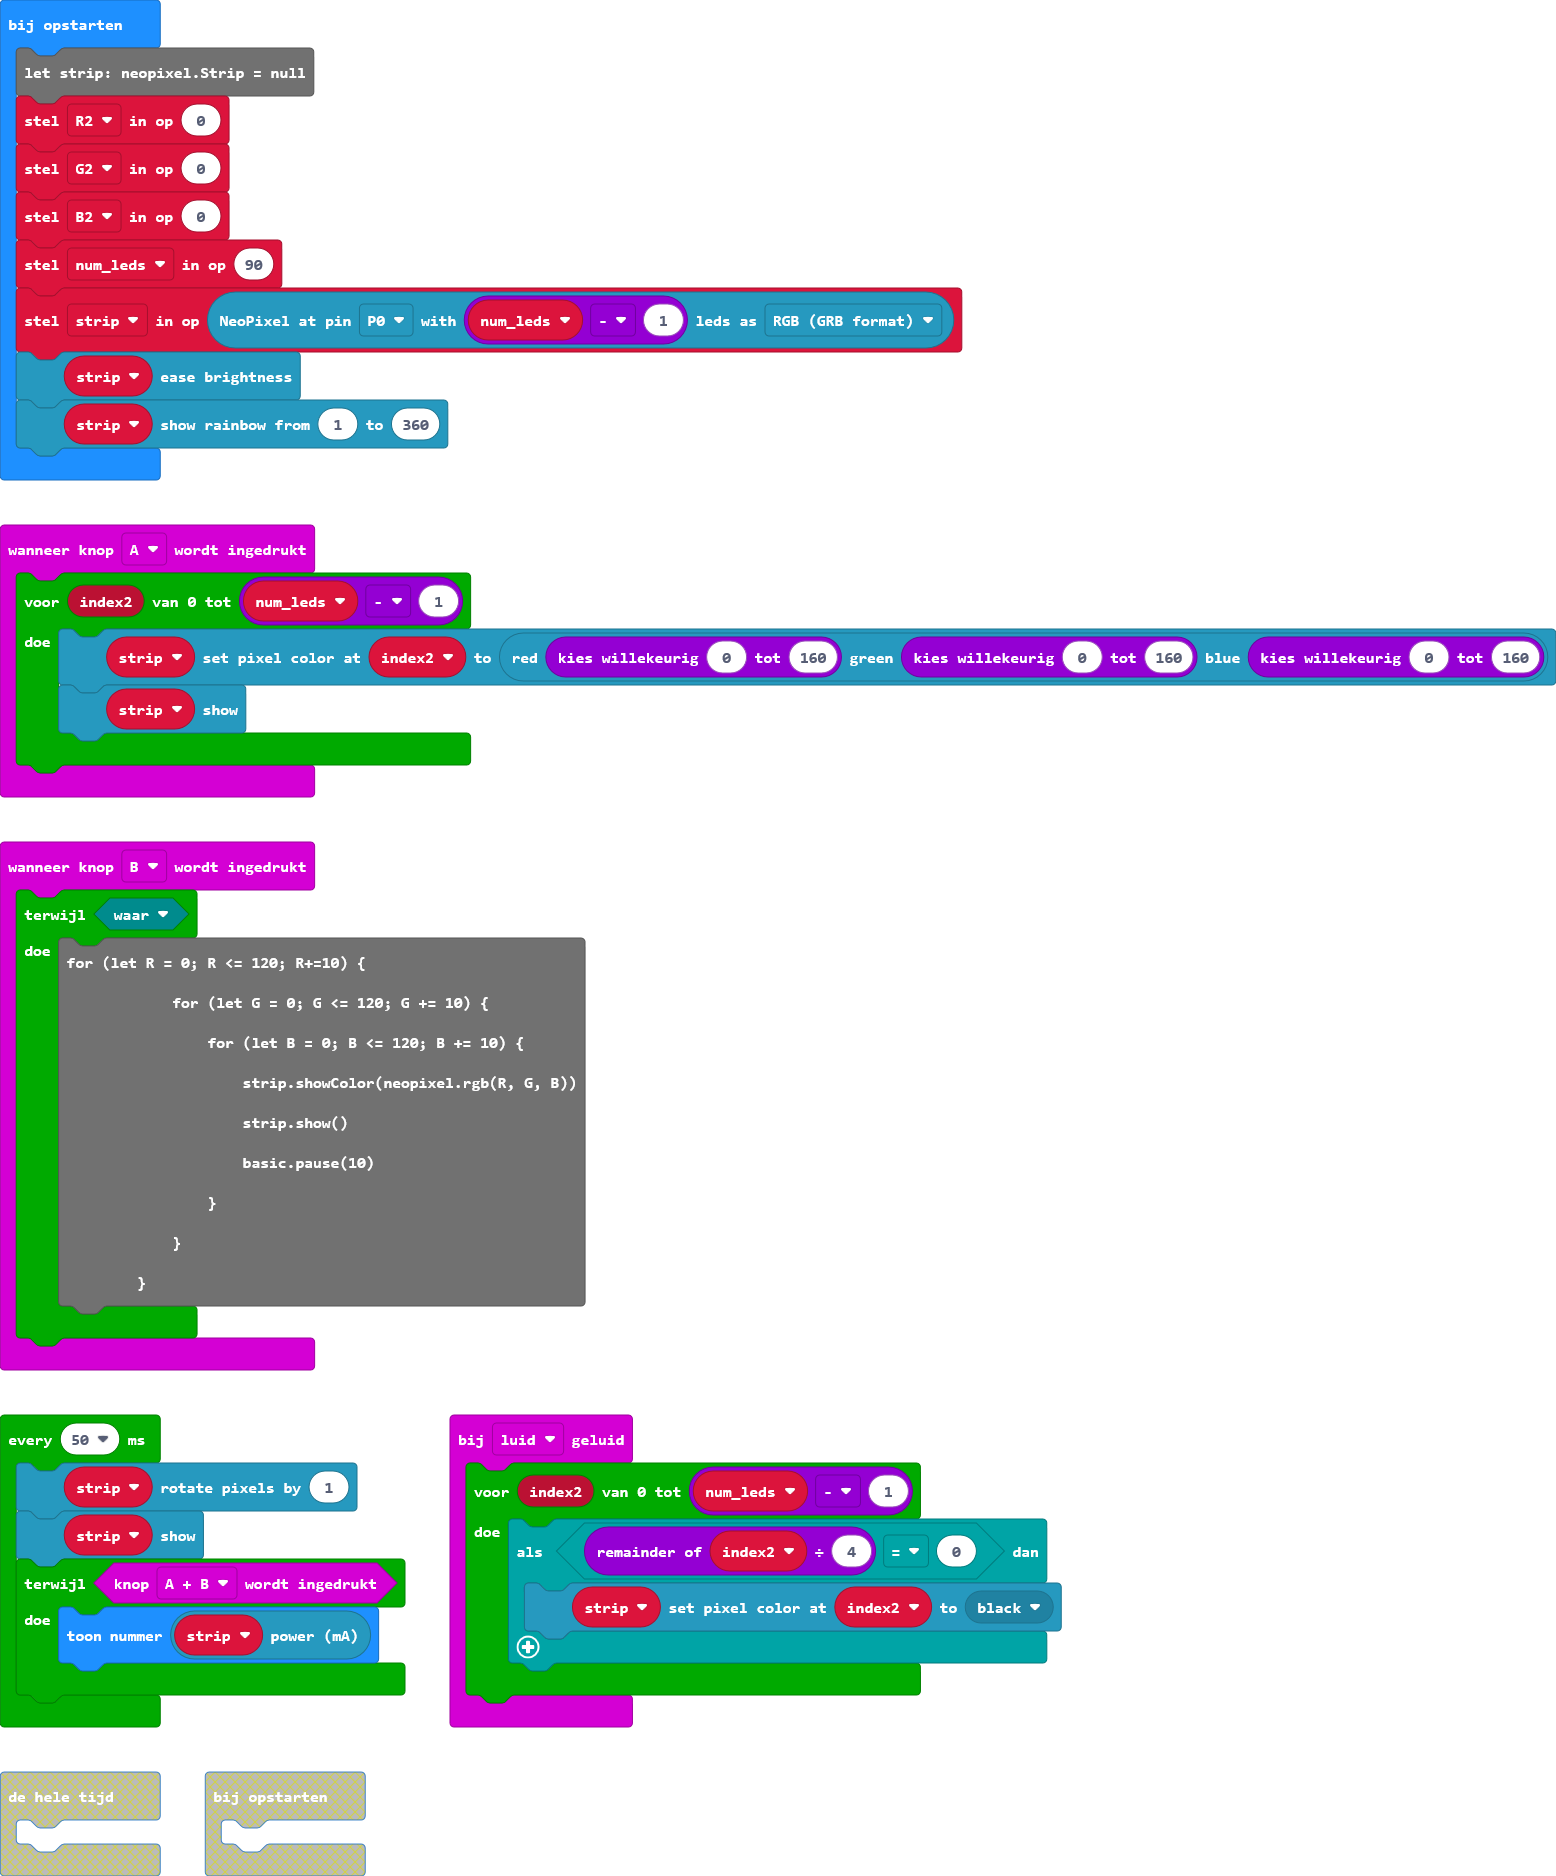 bij opstarten
let strip: neopixel.Strip = null
stel R2 in op 0
stel G2 in op 0
stel B2 in op 0
stel num_leds in op 90
stel strip in op NeoPixel at pin P0 with num_leds - 1 leds as RGB (GRB format)
strip ease brightness
strip show rainbow from 1 to 360
wanneer knop A wordt ingedrukt
voor index2 van 0 tot num_leds - 1
doe strip set pixel color at index2 to red kies willekeurig 0 tot 160 green kies willekeurig 0 tot 160 blue kies willekeurig 0 tot 160
strip show
wanneer knop B wordt ingedrukt
terwijl waar
doe for (let R = 0; R <= 120; R+=10) {
for (let G = 0; G <= 120; G += 10) {
for (let B = 0; B <= 120; B += 10) {
strip.showColor(neopixel.rgb(R, G, B))
strip.show()
basic.pause(10)
}
}
}
every 50 ms
strip rotate pixels by 1
strip show
terwijl knop A + B wordt ingedrukt
doe toon nummer strip power (mA)
bij luid geluid
voor index2 van 0 tot num_leds - 1
doe als remainder of index2 ÷ 4 = 0 dan
strip set pixel color at index2 to black
de hele tijd
bij opstarten